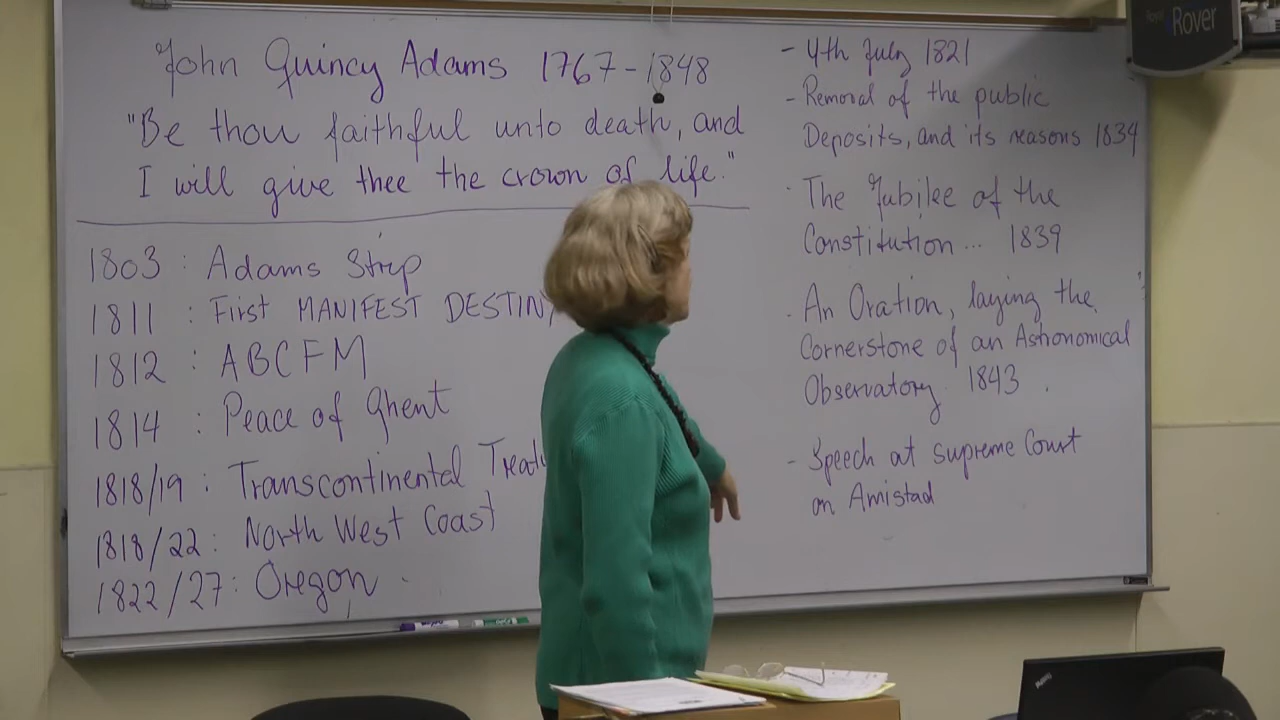 John Quincy Adams 1767-1848
"Be thou faithful unto death, and
I will give thee the crown of life."
1803 : Adams Strip
1811 : First MANIFEST DESTINY
1812 : ABCFM
1814 : Peace of Ghent
1818/19 : Transcontinental Treaty
1818/22: North West Coast
1822/27: Oregon
- 4th July 1821
- Removal of the public
Deposits, and its reasons 1834
- The Jubilee of the
Constitution... 1839
- An Oration, laying the
Cornerstone of an Astronomical
Observatory 1843.
- Speech at supreme Court
on Amistad
Royal
Rover